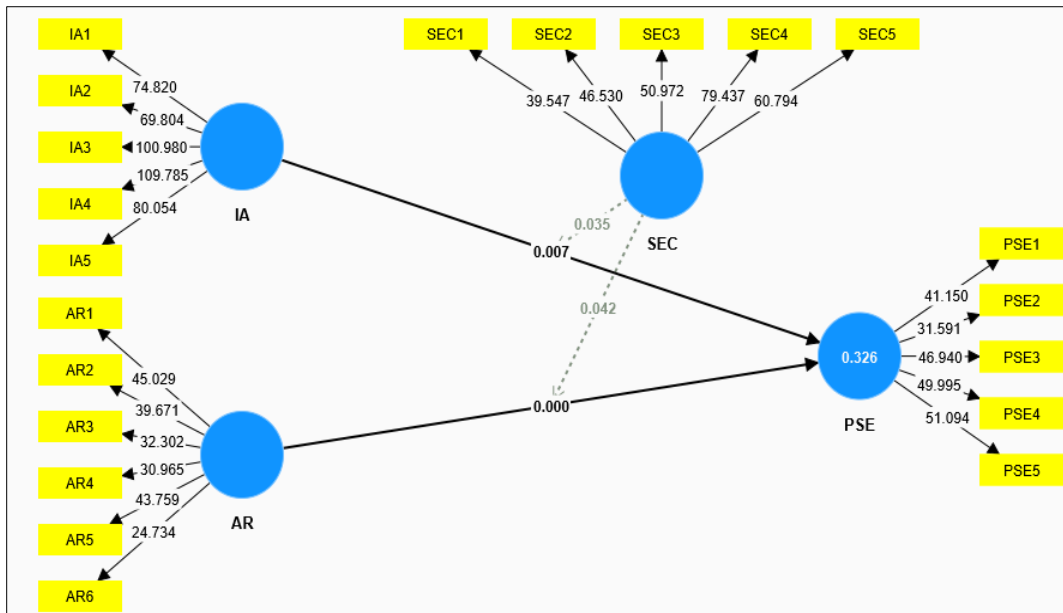 IA1
IA2
IA3
IA4
IA5
74.820
69.804
100.980
109.785
80.054
IA
SEC1
SEC2
SEC3
SEC4
SEC5
39.547
46.530
50.972
79.437
60.794
SEC
0.035
0.007
0.042
0.000
AR1
AR2
AR3
AR4
AR5
AR6
45.029
39.671
32.302
30.965
43.759
24.734
AR
0.326
PSE
41.150
31.591
46.940
49.995
51.094
PSE1
PSE2
PSE3
PSE4
PSE5